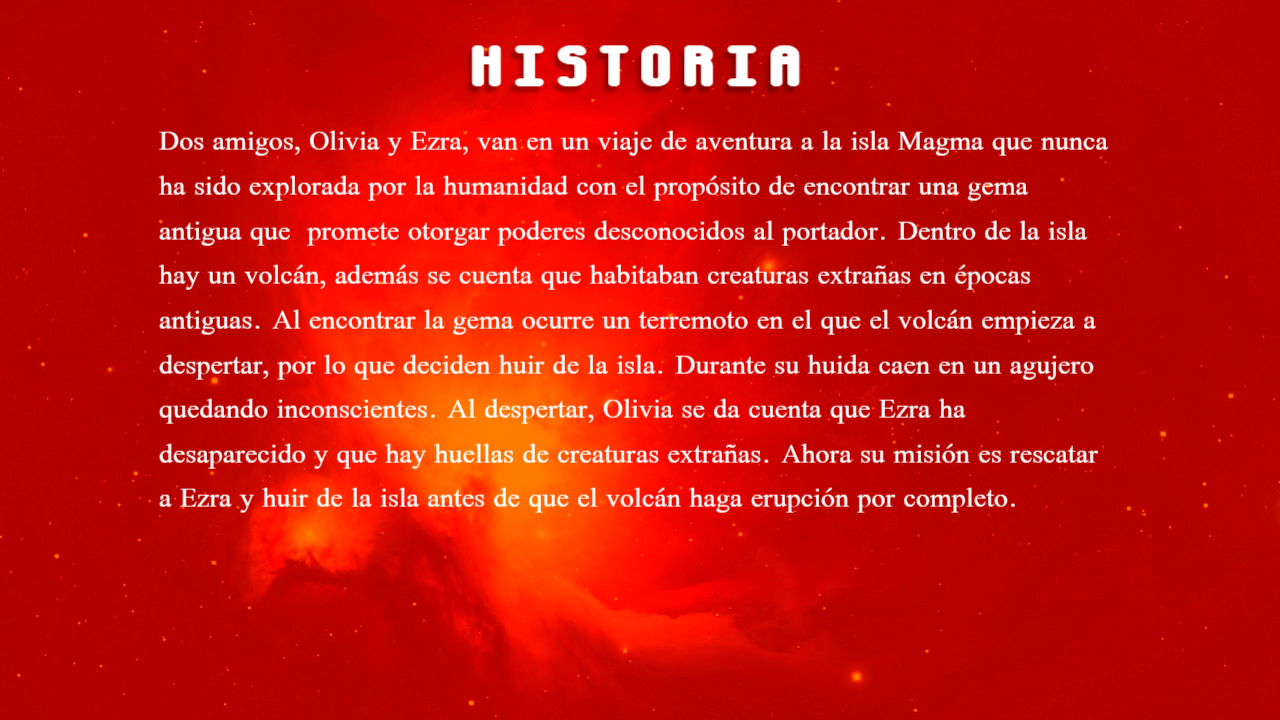 HISTORIA
Dos amigos, Olivia y Ezra, van en un viaje de aventura a la isla Magma que nunca
ha sido explorada por la humanidad con el propósito de encontrar una gema
antigua que  promete otorgar poderes desconocidos al portador. Dentro de la isla
hay un volcán, además se cuenta que habitaban creaturas extrañas en épocas
antiguas. Al encontrar la gema ocurre un terremoto en el que el volcán empieza a
despertar, por lo que deciden huir de la isla. Durante su huida caen en un agujero
quedando inconscientes. Al despertar, Olivia se da cuenta que Ezra ha
desaparecido y que hay huellas de creaturas extrañas. Ahora su misión es rescatar
a Ezra y huir de la isla antes de que el volcán haga erupción por completo.